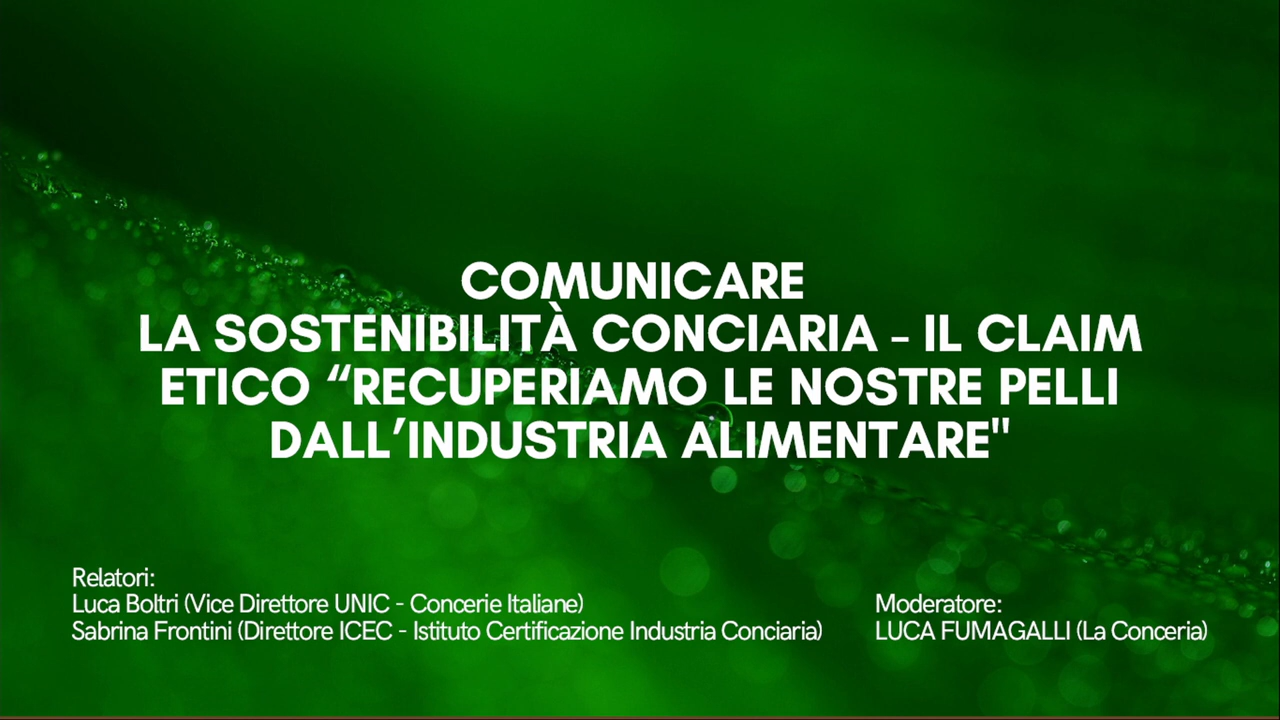 COMUNICARE
LA SOSTENIBILITÀ CONCIARIA – IL CLAIM
ETICO “RECUPERIAMO LE NOSTRE PELLI
DALL’INDUSTRIA ALIMENTARE"
Relatori:
Luca Boltri (Vice Direttore UNIC - Concerie Italiane)
Sabrina Frontini (Direttore ICEC - Istituto Certificazione Industria Conciaria)
Moderatore:
LUCA FUMAGALLI (La Conceria)